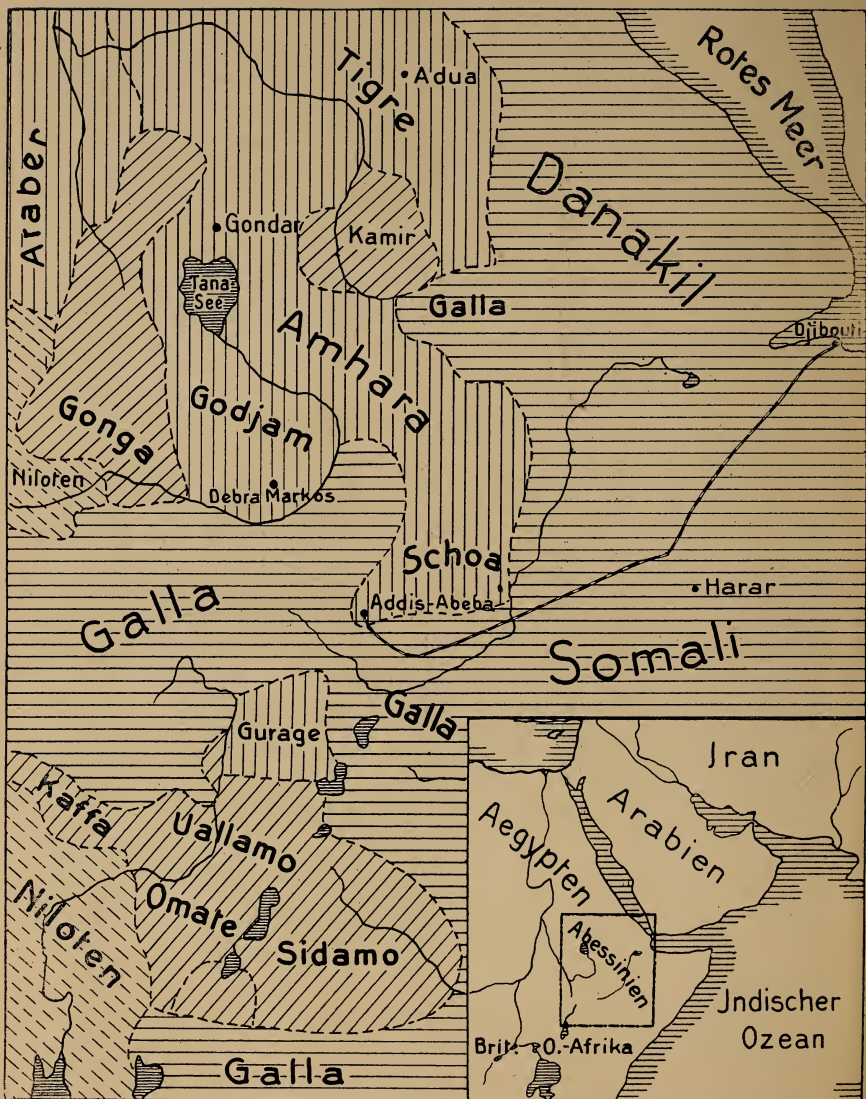 Rotes Meer
Tigre
Adua
Araber
Danakil
Gondar
Kamir
Tana-
See
Galla
Djibouti
Amhara
Godjam
Gonga
Niloten
Debra Markos
Schoa
Harar
Galla
Addis-Abeba
Somali
Galla
Gurage
Kaffa
Uallamo
Niloten
Omate
Sidamo
Galla
Iran
Arabien
Aegypten
Abessinien
Jndischer
Ozean
Brit. O.-Afrika